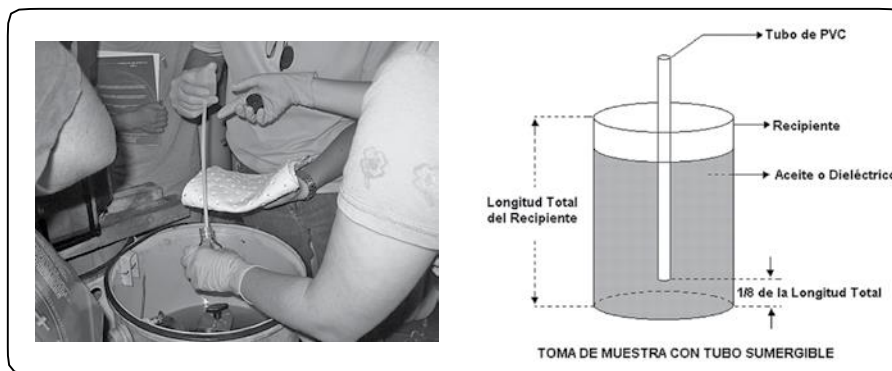 Tubo de PVC
Recipiente
Aceite o Dieléctrico
Longitud Total
del Recipiente
1/8 de la Longitud Total
TOMA DE MUESTRA CON TUBO SUMERGIBLE